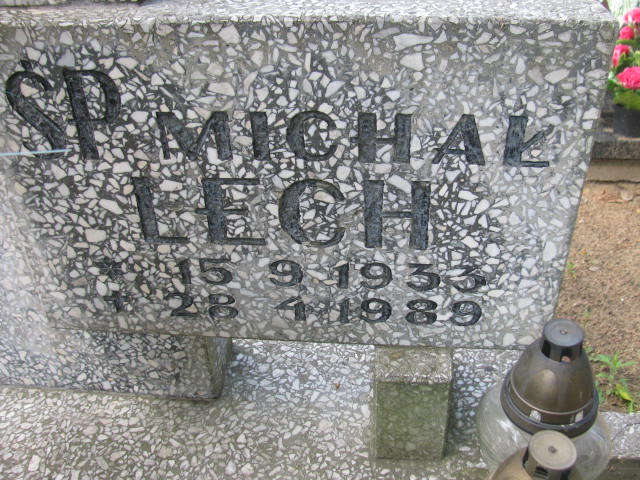 ŚP MICHAŁ
LECH
* 15 9 1933
+ 28 4 1989